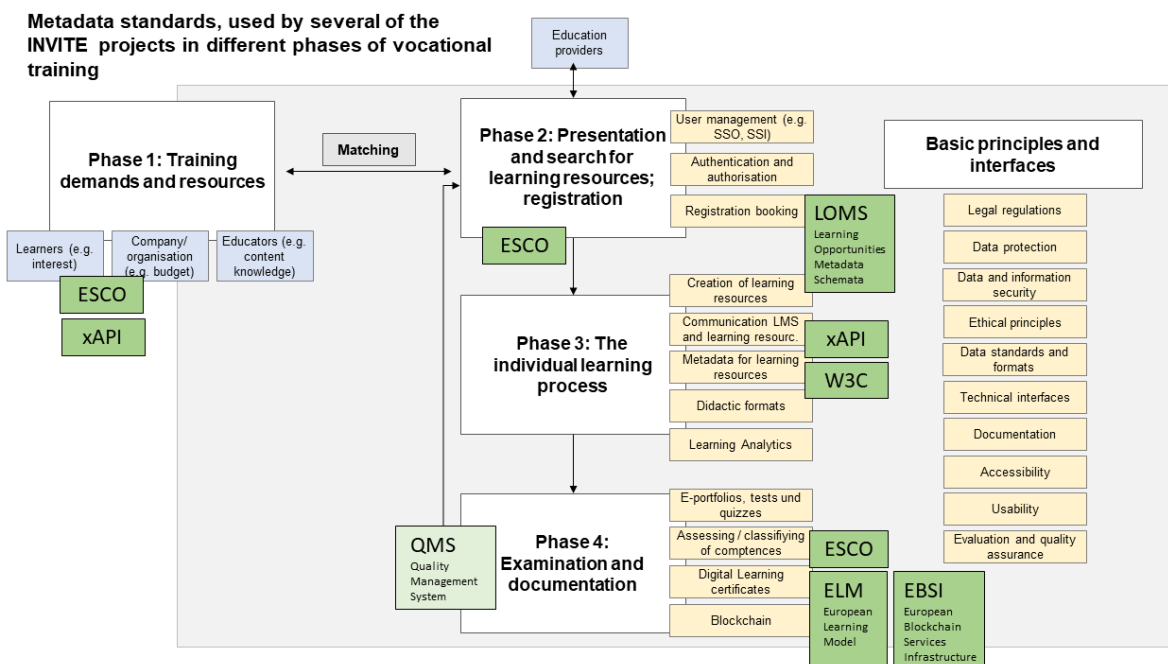 Metadata standards, used by several of the
INVITE projects in different phases of vocational
training
Education
providers
Phase 1: Training
demands and resources
Matching
Phase 2: Presentation
and search for
learning resources;
registration
User management (e.g.
SSO, SSI)
Authentication and
authorisation
Registration booking
Basic principles and
interfaces
Learners (e.g.
interest)
Company/
organisation
(e.g. budget)
Educators (e.g.
content
knowledge)
ESCO
xAPI
ESCO
LOMS
Learning
Opportunities
Metadata
Schemata
Legal regulations
Data protection
Data and information
security
Ethical principles
Data standards and
formats
Technical interfaces
Documentation
Accessibility
Usability
Evaluation and quality
assurance
Phase 3: The
individual learning
process
Creation of learning
resources
Communication LMS
and learning resourc.
Metadata for learning
resources
Didactic formats
Learning Analytics
xAPI
W3C
QMS
Quality
Management
System
Phase 4:
Examination and
documentation
E-portfolios, tests und
quizzes
Assessing / classifiying
of comptences
Digital Learning
certificates
Blockchain
ESCO
ELM
European
Learning
Model
EBSI
European
Blockchain
Services
Infrastructure